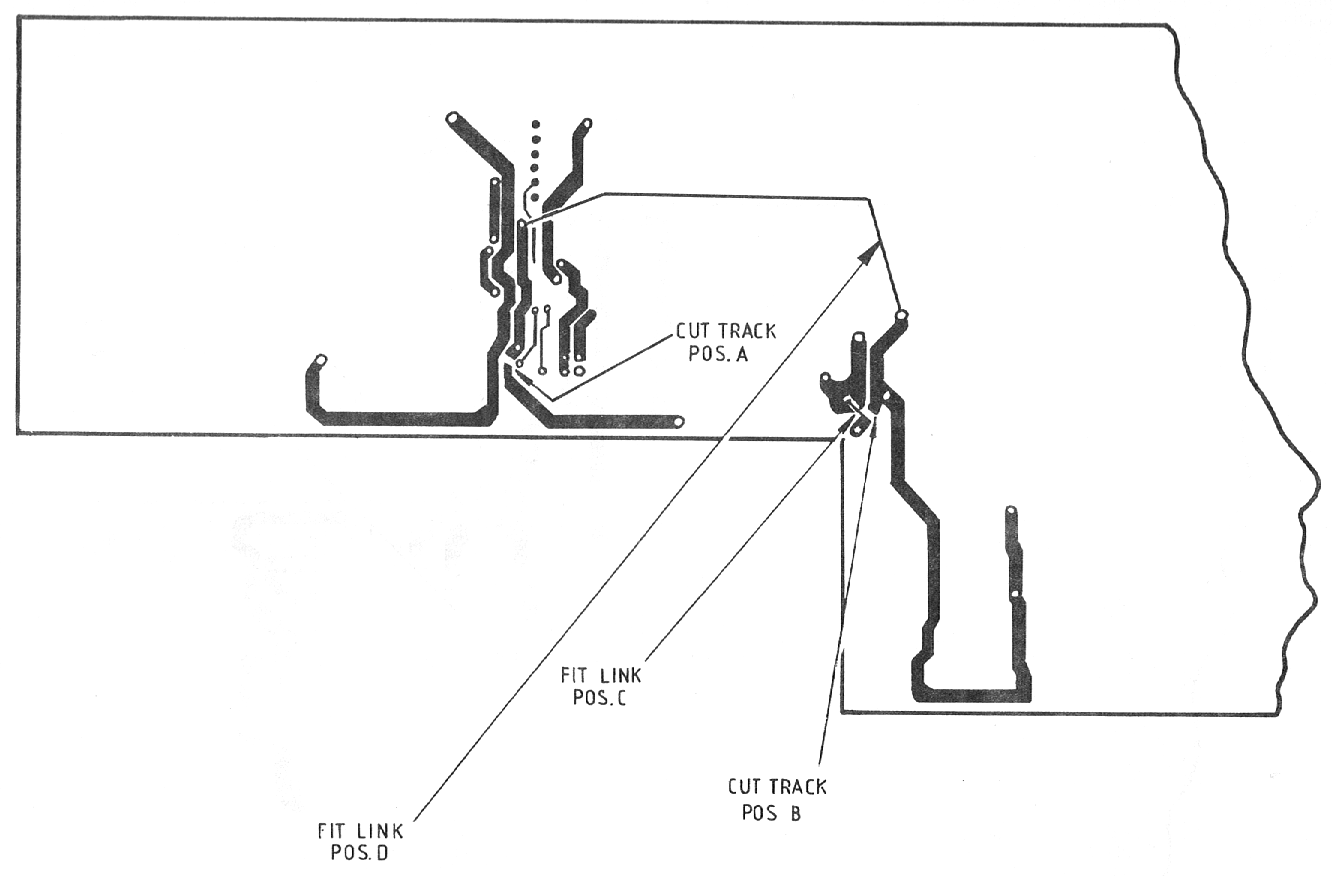 CUT TRACK
POS. A
FIT LINK
POS. C
CUT TRACK
POS B
FIT LINK
POS. D